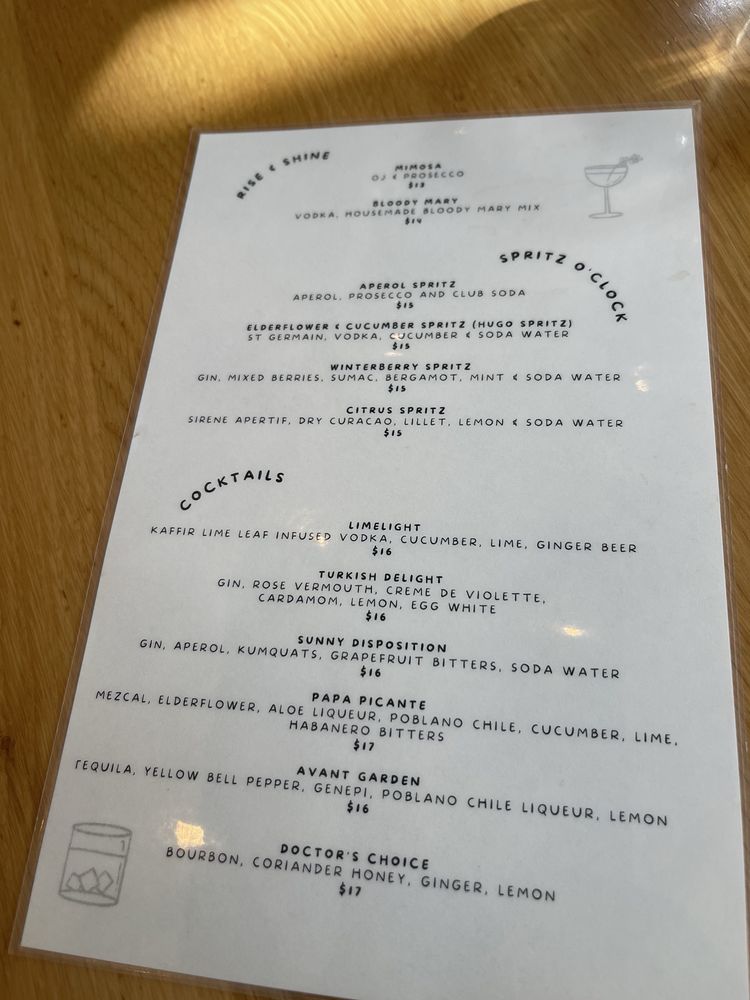 RISE & SHINE
MIMOSA
OJ & PROSECCO
$13
BLOODY MARY
VODKA, HOUSEMADE BLOODY MARY MIX
$14
SPRITZ O'CLOCK
APEROL SPRITZ
APEROL, PROSECCO AND CLUB SODA
$15
ELDERFLOWER & CUCUMBER SPRITZ (HUGO SPRITZ)
ST GERMAIN, VODKA, CUCUMBER & SODA WATER
$15
WINTERBERRY SPRITZ
GIN, MIXED BERRIES, SUMAC, BERGAMOT, MINT & SODA WATER
$15
CITRUS SPRITZ
SIRENE APERTIF, DRY CURACAO, LILLET, LEMON & SODA WATER
$15
COCKTAILS
LIMELIGHT
KAFFIR LIME LEAF INFUSED VODKA, CUCUMBER, LIME, GINGER BEER
$16
TURKISH DELIGHT
GIN, ROSE VERMOUTH, CREME DE VIOLETTE,
CARDAMOM, LEMON, EGG WHITE
$16
SUNNY DISPOSITION
GIN, APEROL, KUMQUATS, GRAPEFRUIT BITTERS, SODA WATER
$16
PAPA PICANTE
MEZCAL, ELDERFLOWER, ALOE LIQUEUR, POBLANO CHILE, CUCUMBER, LIME,
HABANERO BITTERS
$17
AVANT GARDEN
TEQUILA, YELLOW BELL PEPPER, GENEPI, POBLANO CHILE LIQUEUR, LEMON
$16
DOCTOR'S CHOICE
BOURBON, CORIANDER HONEY, GINGER, LEMON
$17